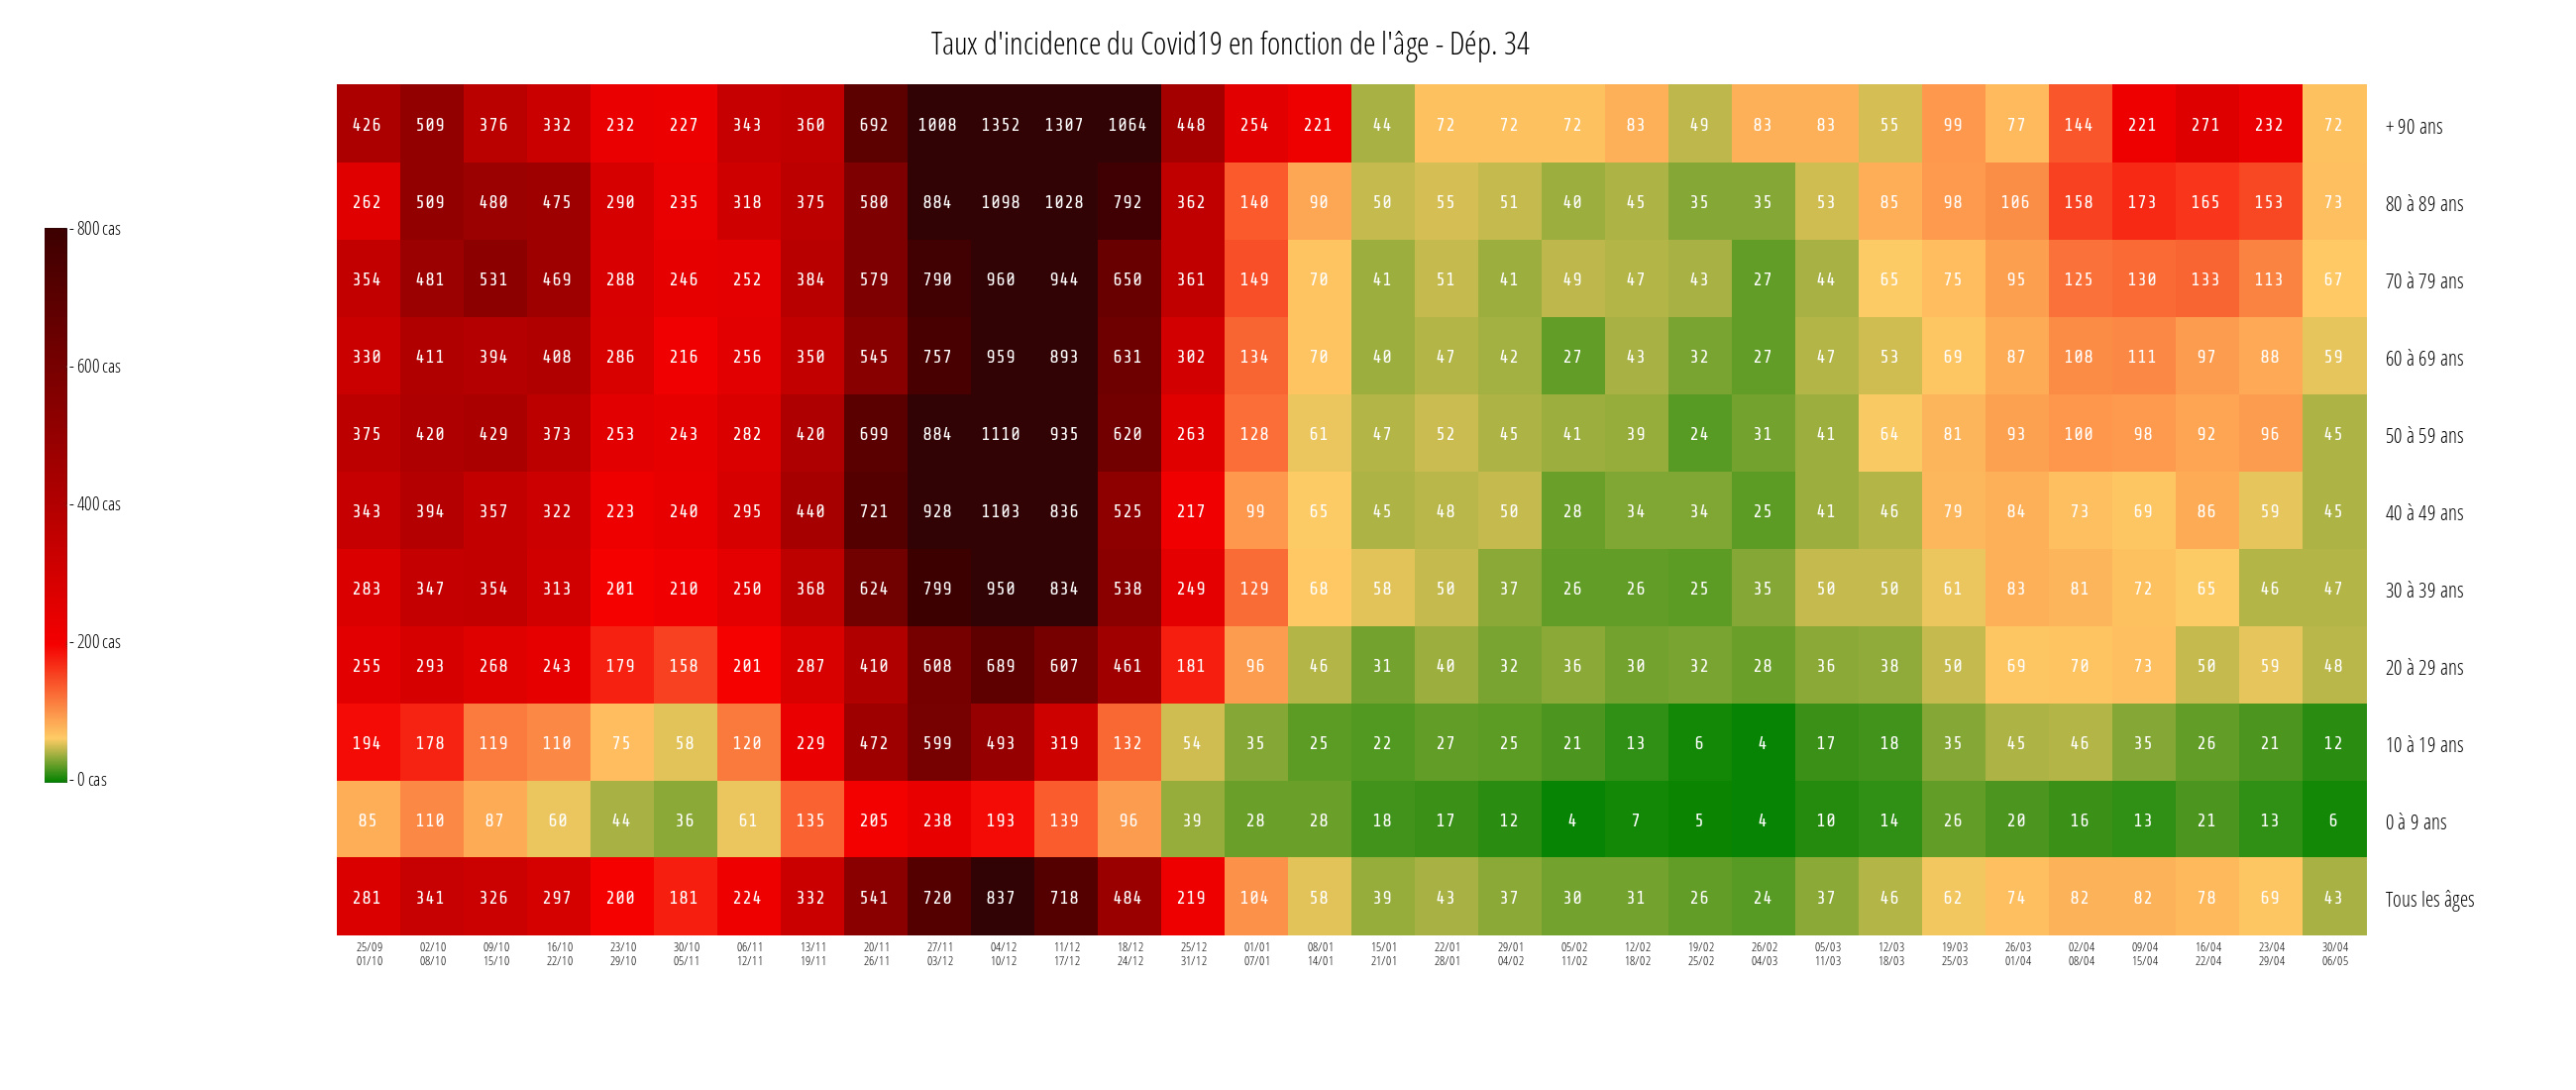 Taux d'incidence du Covid19 en fonction de l'âge - Dép. 34
- 800 cas
- 600 cas
- 400 cas
- 200 cas
- 0 cas
426 509 376 332 232 227 343 360 692 1008 1352 1307 1064 448 254 221 44 72 72 72 83 49 83 83 55 99 77 144 221 271 232 72 + 90 ans
262 509 480 475 290 235 318 375 580 884 1098 1028 792 362 140 90 50 55 51 40 45 35 35 53 85 98 106 158 173 165 153 73 80 à 89 ans
354 481 531 469 288 246 252 384 579 790 960 944 650 361 149 70 41 51 41 49 47 43 27 44 65 75 95 125 130 133 113 67 70 à 79 ans
330 411 394 408 286 216 256 350 545 757 959 893 631 302 134 70 40 47 42 27 43 32 27 47 53 69 87 108 111 97 88 59 60 à 69 ans
375 420 429 373 253 243 282 420 699 884 1110 935 620 263 128 61 47 52 45 41 39 24 31 41 64 81 93 100 98 92 96 45 50 à 59 ans
343 394 357 322 223 240 295 440 721 928 1103 836 525 217 99 65 45 48 50 28 34 34 25 41 46 79 84 73 69 86 59 45 40 à 49 ans
283 347 354 313 201 210 250 368 624 799 950 834 538 249 129 68 58 50 37 26 26 25 35 50 50 61 83 81 72 65 46 47 30 à 39 ans
255 293 268 243 179 158 201 287 410 608 689 607 461 181 96 46 31 40 32 36 30 32 28 36 38 50 69 70 73 50 59 48 20 à 29 ans
194 178 119 110 75 58 120 229 472 599 493 319 132 54 35 25 22 27 25 21 13 6 4 17 18 35 45 46 35 26 21 12 10 à 19 ans
85 110 87 60 44 36 61 135 205 238 193 139 96 39 28 28 18 17 12 4 7 5 4 10 14 26 20 16 13 21 13 6 0 à 9 ans
281 341 326 297 200 181 224 332 541 720 837 718 484 219 104 58 39 43 37 30 31 26 24 37 46 62 74 82 82 78 69 43 Tous les âges
25/09 02/10 09/10 16/10 23/10 30/10 06/11 13/11 20/11 27/11 04/12 11/12 18/12 25/12 01/01 08/01 15/01 22/01 29/01 05/02 12/02 19/02 26/02 05/03 12/03 19/03 26/03 02/04 09/04 16/04 23/04 30/04
01/10 08/10 15/10 22/10 29/10 05/11 12/11 19/11 26/11 03/12 10/12 17/12 24/12 31/12 07/01 14/01 21/01 28/01 04/02 11/02 18/02 25/02 04/03 11/03 18/03 25/03 01/04 08/04 15/04 22/04 29/04 06/05